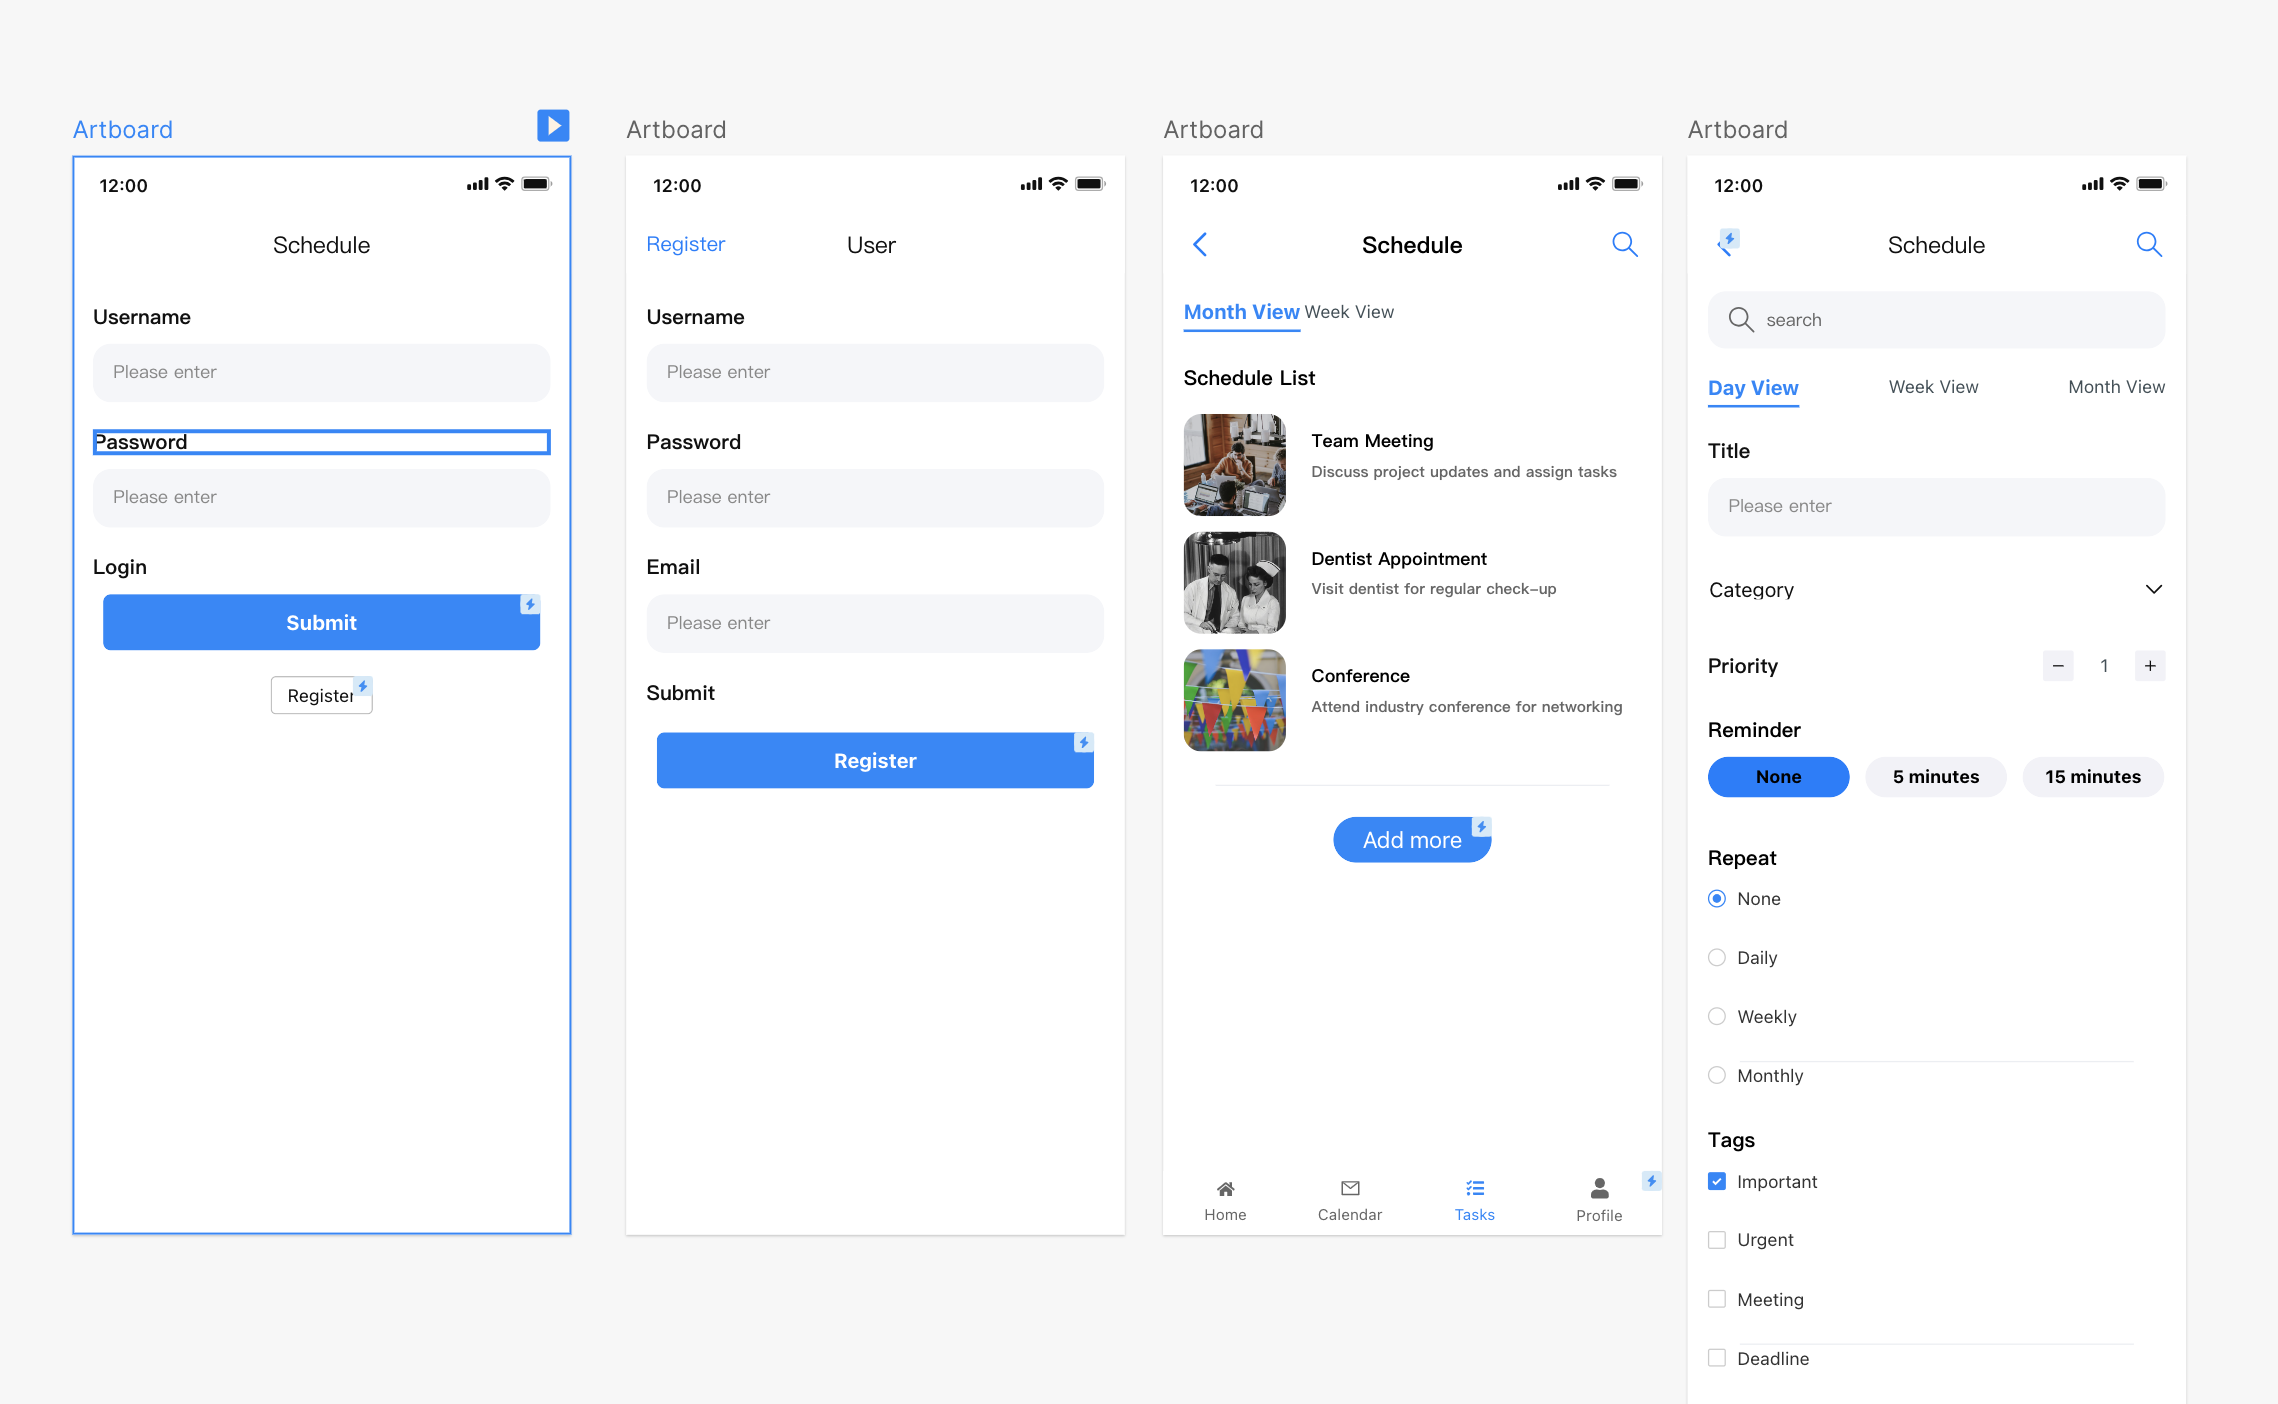 Artboard
12:00
Schedule
Username
Please enter
Password
Please enter
Login
Submit
Register
Artboard
12:00
Register
User
Username
Please enter
Password
Please enter
Email
Please enter
Submit
Register
Artboard
12:00
Schedule
Month View
Week View
Schedule List
Team Meeting
Discuss project updates and assign tasks
Dentist Appointment
Visit dentist for regular check-up
Conference
Attend industry conference for networking
Add more
Home
Calendar
Tasks
Profile
Artboard
12:00
Schedule
search
Day View
Week View
Month View
Title
Please enter
Category
Priority
− 1 +
Reminder
None
5 minutes
15 minutes
Repeat
None
Daily
Weekly
Monthly
Tags
Important
Urgent
Meeting
Deadline